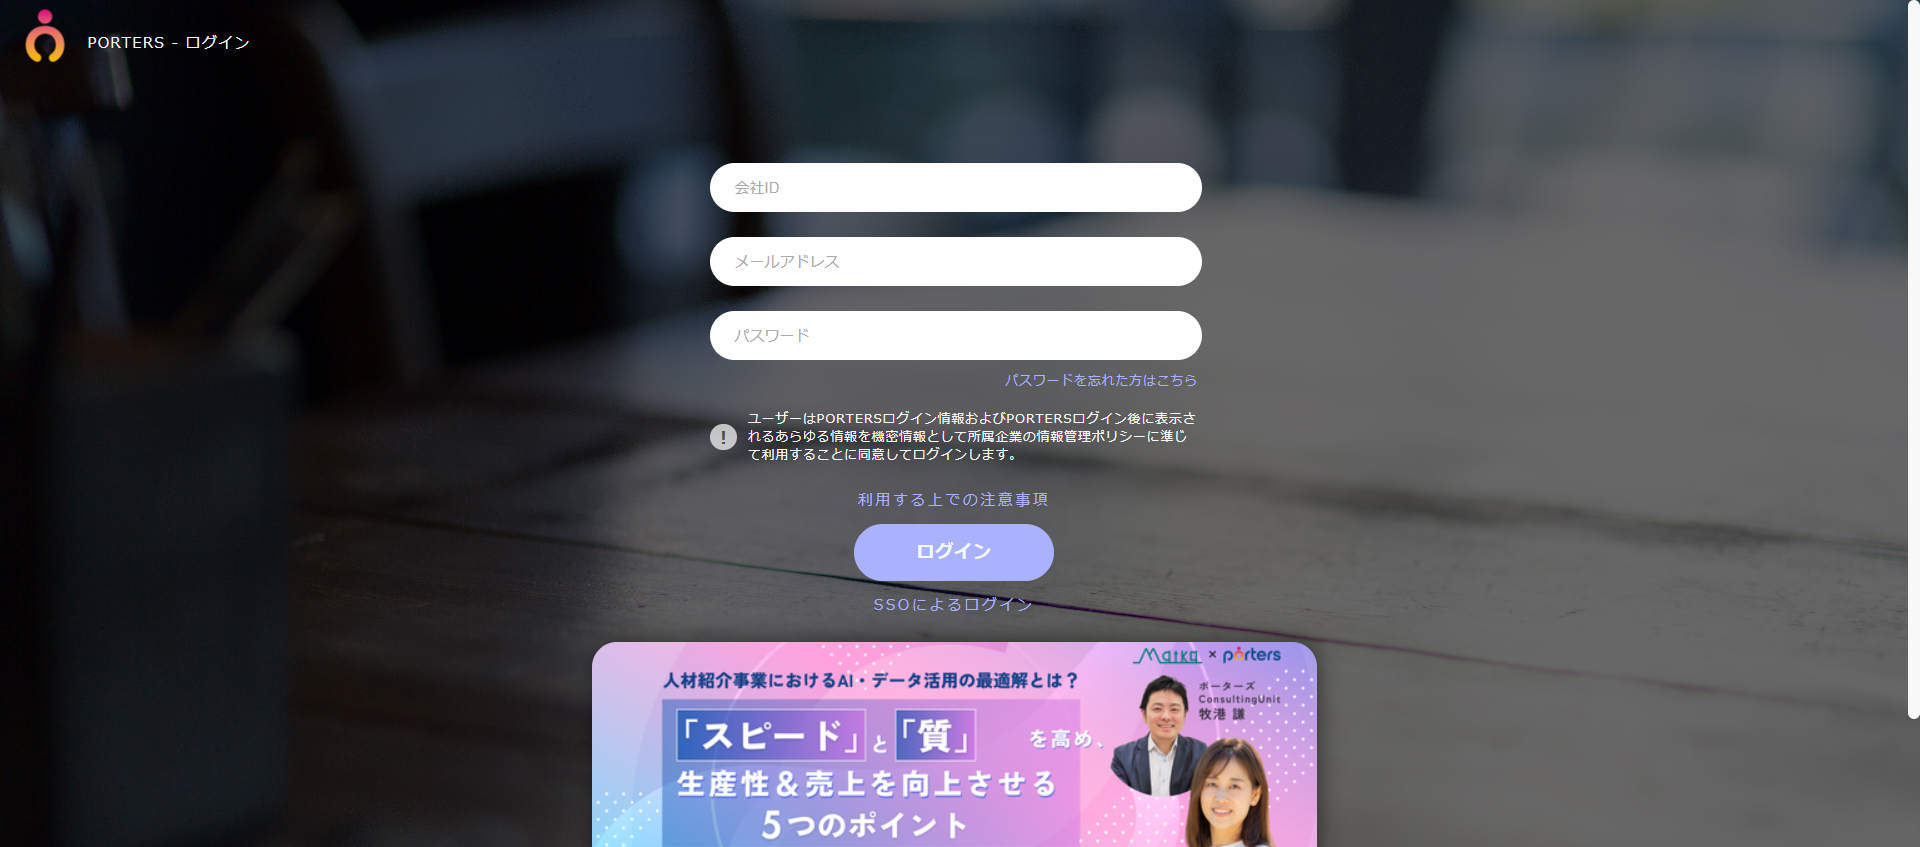 PORTERS - ログイン
会社ID
メールアドレス
パスワード
パスワードを忘れた方はこちら
ユーザーはPORTERSログイン情報およびPORTERSログイン後に表示さ
れるあらゆる情報を機密情報として所属企業の情報管理ポリシーに準じ
て利用することに同意してログインします。
利用する上での注意事項
ログイン
SSOによるログイン
Matka × porters
人材紹介事業におけるAI・データ活用の最適解とは？
ポーターズ
ConsultingUnit
牧港 謙
「スピード」と「質」を高め、
生産性＆売上を向上させる
5つのポイント